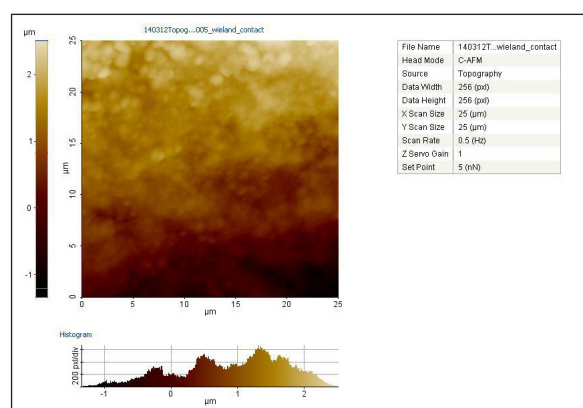 140312Topog...005_wieland_contact
µm
2
1
0
-1
µm
25
20
15
10
5
0
0 5 10 15 20 25
µm
File Name 140312T...wieland_contact
Head Mode C-AFM
Source Topography
Data Width 256 (pxl)
Data Height 256 (pxl)
X Scan Size 25 (µm)
Y Scan Size 25 (µm)
Scan Rate 0.5 (Hz)
Z Servo Gain 1
Set Point 5 (nN)
Histogram
200 pxl/div
-1 0 1 2
µm